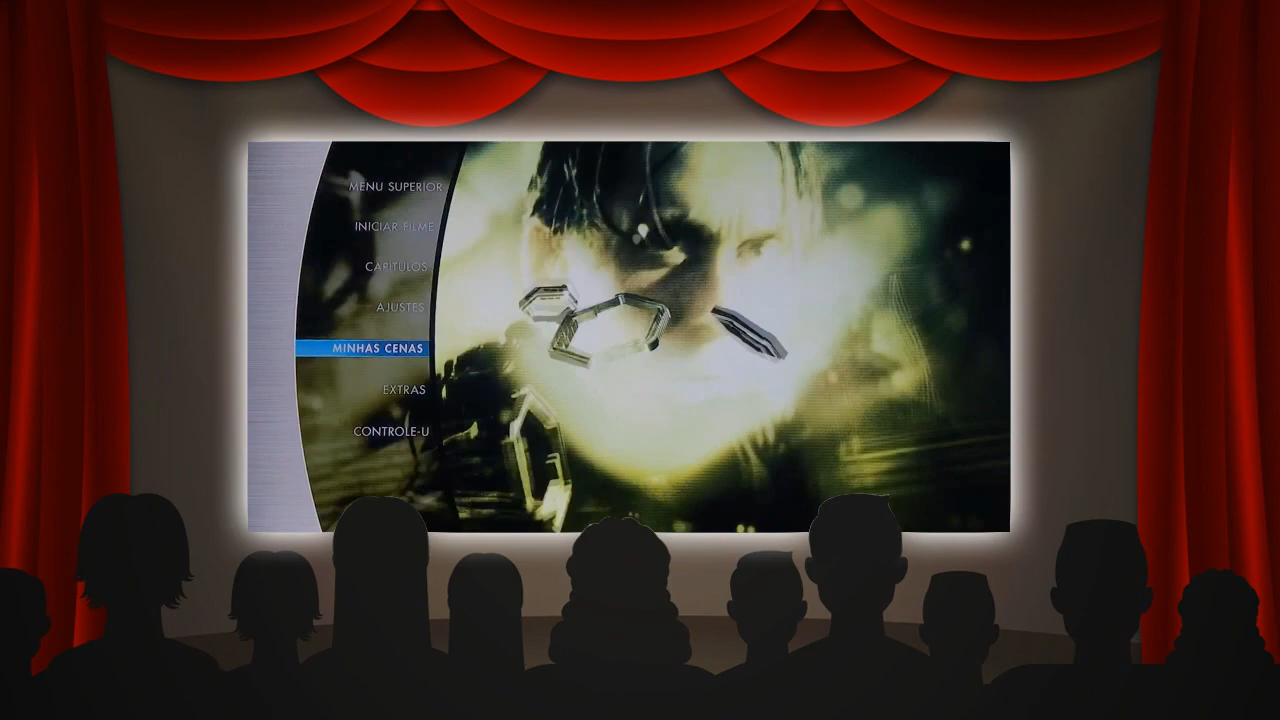 MENU SUPERIOR
INICIAR FILME
CAPÍTULOS
AJUSTES
MINHAS CENAS
EXTRAS
CONTROLE-U